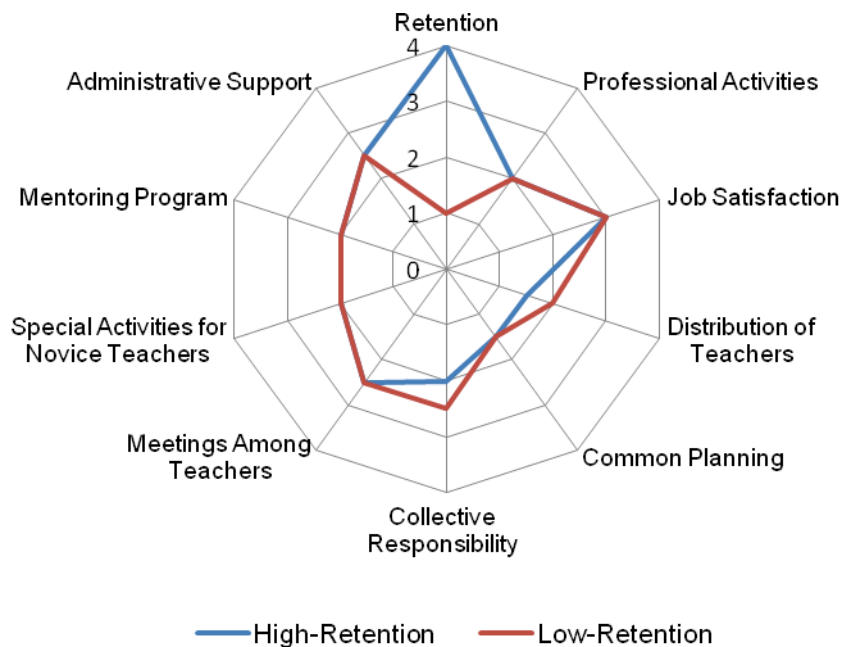 Retention
4
Administrative Support
Professional Activities
3
2
Mentoring Program
Job Satisfaction
1
0
Special Activities for
Novice Teachers
Distribution of
Teachers
Meetings Among
Teachers
Common Planning
Collective
Responsibility
High-Retention
Low-Retention